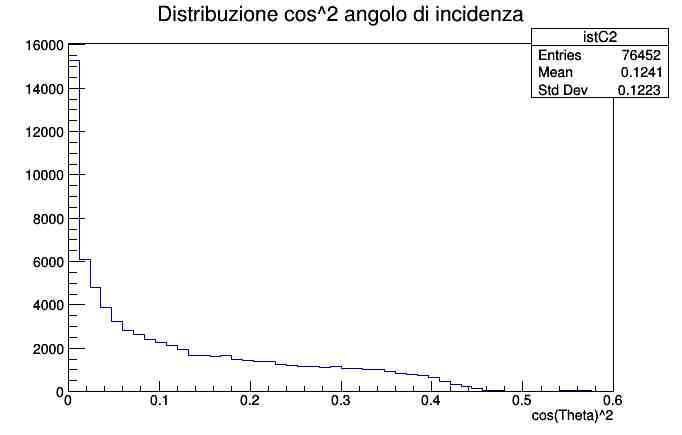 Distribuzione cos^2 angolo di incidenza
istC2
Entries 76452
Mean 0.1241
Std Dev 0.1223
16000
14000
12000
10000
8000
6000
4000
2000
0
0 0.1 0.2 0.3 0.4 0.5 0.6
cos(Theta)^2